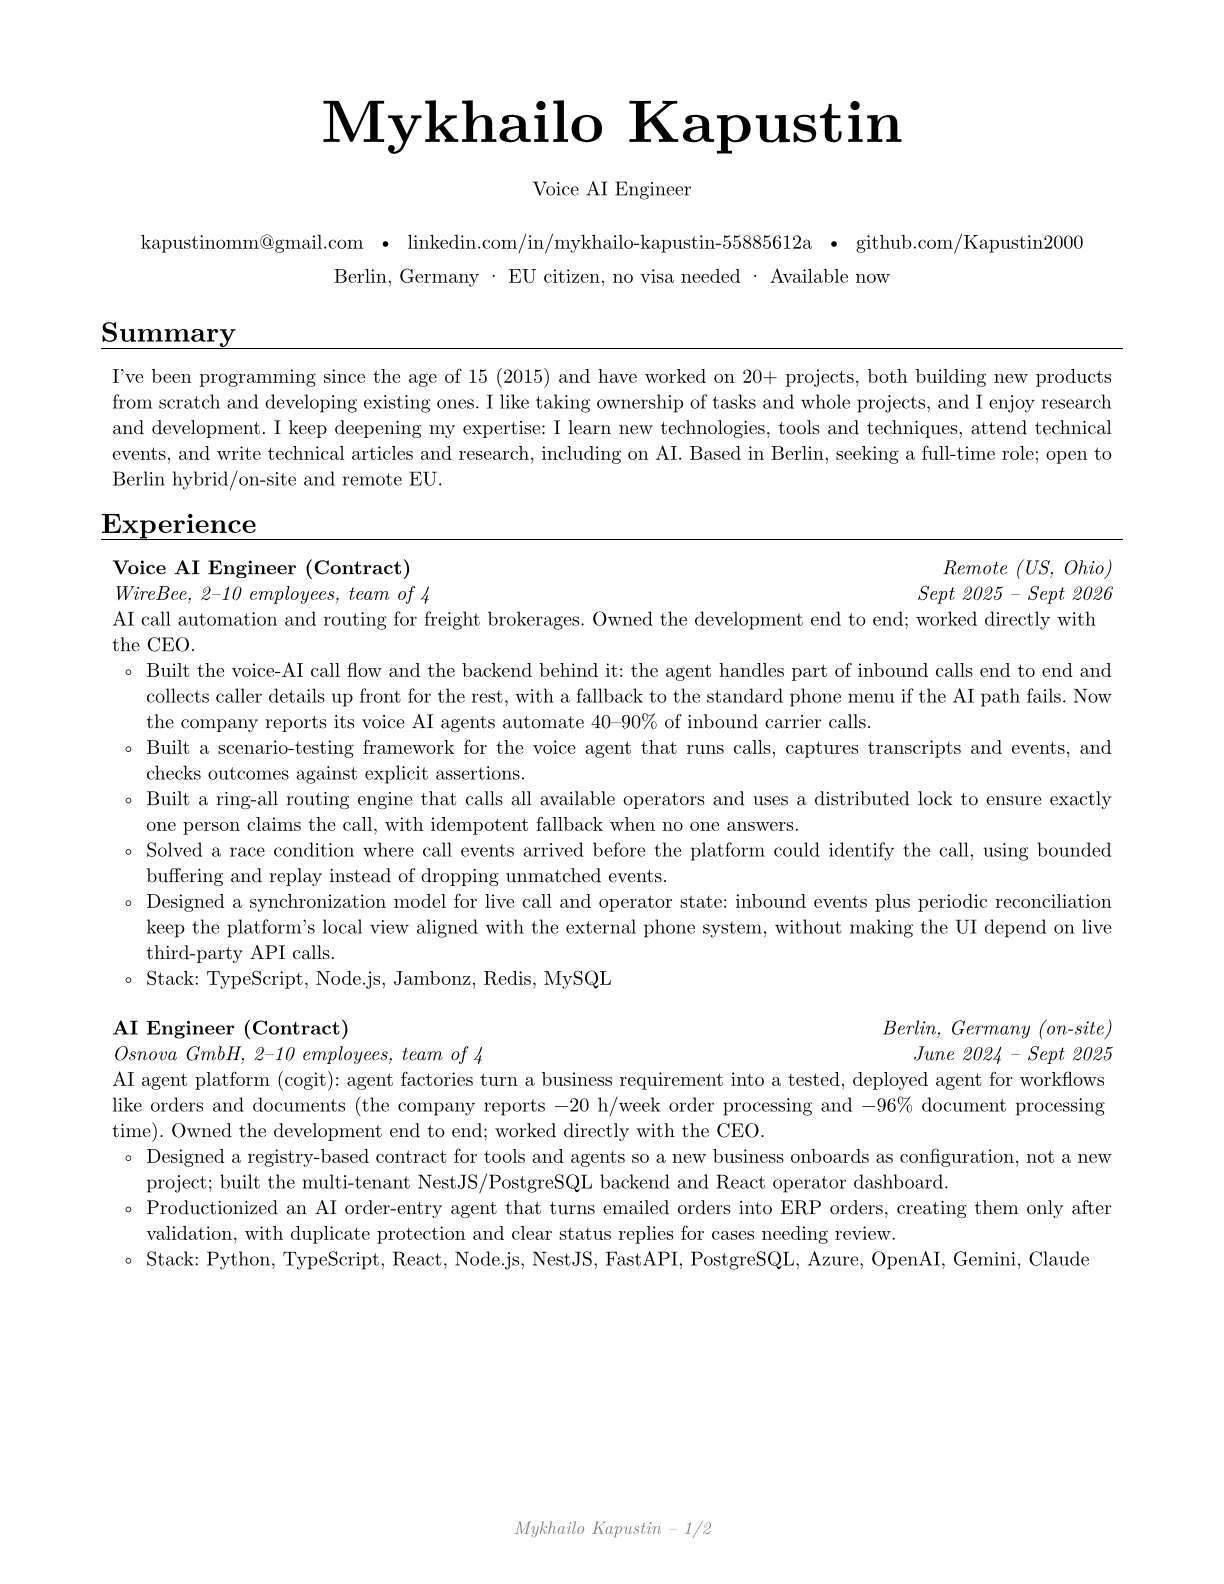 Mykhailo Kapustin
Voice AI Engineer
kapustinomm@gmail.com • linkedin.com/in/mykhailo-kapustin-55885612a • github.com/Kapustin2000
Berlin, Germany · EU citizen, no visa needed · Available now
Summary
I've been programming since the age of 15 (2015) and have worked on 20+ projects, both building new products
from scratch and developing existing ones. I like taking ownership of tasks and whole projects, and I enjoy research
and development. I keep deepening my expertise: I learn new technologies, tools and techniques, attend technical
events, and write technical articles and research, including on AI. Based in Berlin, seeking a full-time role; open to
Berlin hybrid/on-site and remote EU.
Experience
Voice AI Engineer (Contract) Remote (US, Ohio)
WireBee, 2–10 employees, team of 4 Sept 2025 – Sept 2026
AI call automation and routing for freight brokerages. Owned the development end to end; worked directly with
the CEO.
◦ Built the voice-AI call flow and the backend behind it: the agent handles part of inbound calls end to end and
collects caller details up front for the rest, with a fallback to the standard phone menu if the AI path fails. Now
the company reports its voice AI agents automate 40–90% of inbound carrier calls.
◦ Built a scenario-testing framework for the voice agent that runs calls, captures transcripts and events, and
checks outcomes against explicit assertions.
◦ Built a ring-all routing engine that calls all available operators and uses a distributed lock to ensure exactly
one person claims the call, with idempotent fallback when no one answers.
◦ Solved a race condition where call events arrived before the platform could identify the call, using bounded
buffering and replay instead of dropping unmatched events.
◦ Designed a synchronization model for live call and operator state: inbound events plus periodic reconciliation
keep the platform's local view aligned with the external phone system, without making the UI depend on live
third-party API calls.
◦ Stack: TypeScript, Node.js, Jambonz, Redis, MySQL
AI Engineer (Contract) Berlin, Germany (on-site)
Osnova GmbH, 2–10 employees, team of 4 June 2024 – Sept 2025
AI agent platform (cogit): agent factories turn a business requirement into a tested, deployed agent for workflows
like orders and documents (the company reports −20 h/week order processing and −96% document processing
time). Owned the development end to end; worked directly with the CEO.
◦ Designed a registry-based contract for tools and agents so a new business onboards as configuration, not a new
project; built the multi-tenant NestJS/PostgreSQL backend and React operator dashboard.
◦ Productionized an AI order-entry agent that turns emailed orders into ERP orders, creating them only after
validation, with duplicate protection and clear status replies for cases needing review.
◦ Stack: Python, TypeScript, React, Node.js, NestJS, FastAPI, PostgreSQL, Azure, OpenAI, Gemini, Claude
Mykhailo Kapustin – 1/2